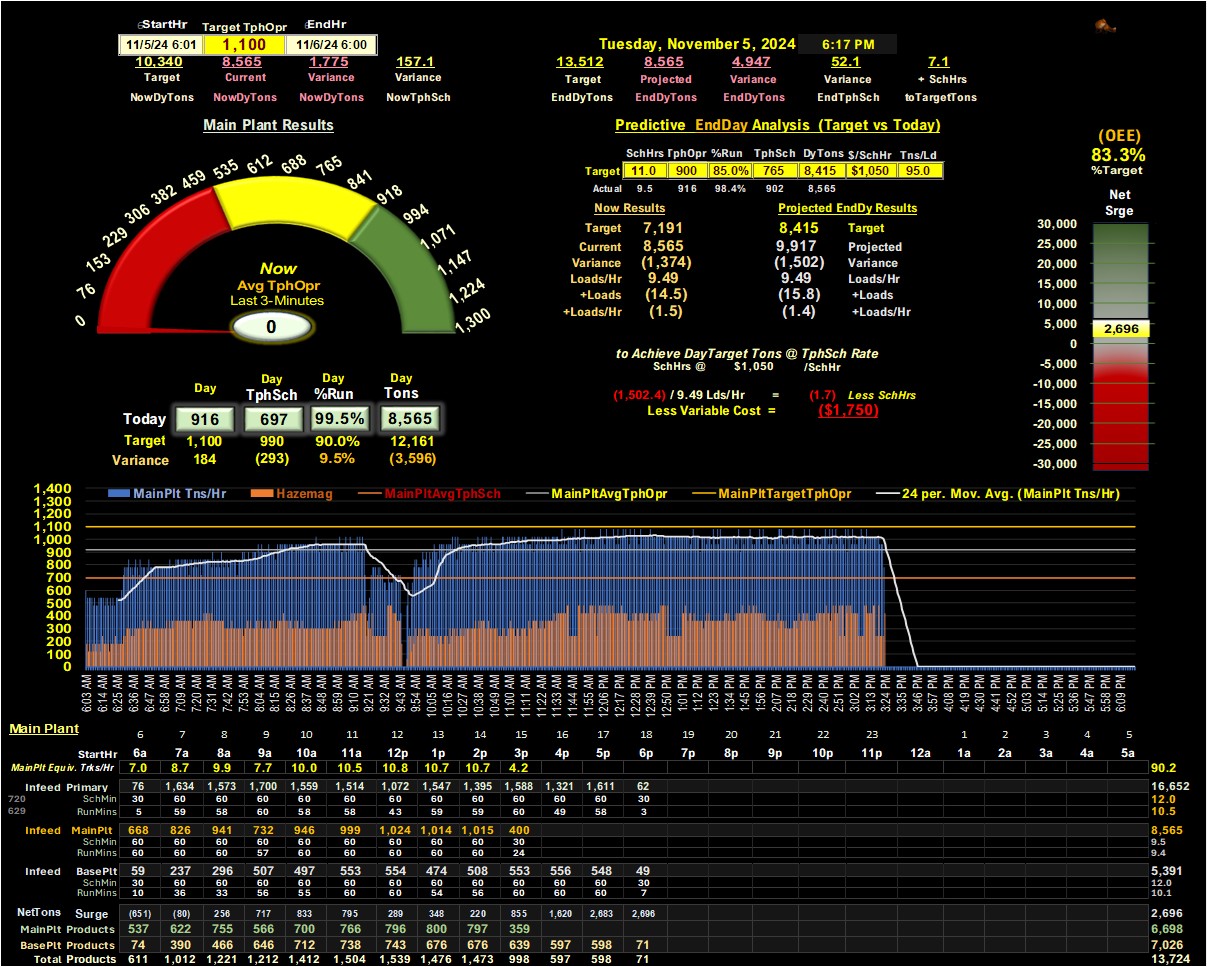 StartHr Target TphOpr EndHr
11/5/24 6:01 1,100 11/6/24 6:00
10,340 8,565 1,775 157.1
Target Current Variance Variance
NowDyTons NowDyTons NowDyTons NowTphSch
Tuesday, November 5, 2024 6:17 PM
13,512 8,565 4,947 52.1 7.1
Target Projected Variance Variance + SchHrs
EndDyTons EndDyTons EndDyTons EndTphSch toTargetTons
Main Plant Results
0 76 153 229 306 382 459 535 612 688 765 841 918 994 1,071 1,147 1,224 1,300
Now
Avg TphOpr
Last 3-Minutes
0
Day Day TphSch Day %Run Day Tons
Today 916 697 99.5% 8,565
Target 1,100 990 90.0% 12,161
Variance 184 (293) 9.5% (3,596)
Predictive EndDay Analysis (Target vs Today)
SchHrs TphOpr %Run TphSch DyTons $/SchHr Tns/Ld
Target 11.0 900 85.0% 765 8,415 $1,050 95.0
Actual 9.5 916 98.4% 902 8,565
Now Results Projected EndDy Results
Target 7,191 8,415 Target
Current 8,565 9,917 Projected
Variance (1,374) (1,502) Variance
Loads/Hr 9.49 9.49 Loads/Hr
+Loads (14.5) (15.8) +Loads
+Loads/Hr (1.5) (1.4) +Loads/Hr
to Achieve DayTarget Tons @ TphSch Rate
SchHrs @ $1,050 /SchHr
(1,502.4) / 9.49 Lds/Hr = (1.7) Less SchHrs
Less Variable Cost = ($1,750)
(OEE)
83.3%
%Target
Net
Srge
30,000
25,000
20,000
15,000
10,000
5,000
2,696
0
-5,000
-10,000
-15,000
-20,000
-25,000
-30,000
MainPlt Tns/Hr Hazemag MainPltAvgTphSch MainPltAvgTphOpr MainPltTargetTphOpr 24 per. Mov. Avg. (MainPlt Tns/Hr)
1,400
1,300
1,200
1,100
1,000
900
800
700
600
500
400
300
200
100
0
6:03 AM 6:14 AM 6:25 AM 6:36 AM 6:47 AM 6:58 AM 7:09 AM 7:20 AM 7:31 AM 7:42 AM 7:53 AM 8:04 AM 8:15 AM 8:26 AM 8:37 AM 8:48 AM 8:59 AM 9:10 AM 9:21 AM 9:32 AM 9:43 AM 9:54 AM 10:05 AM 10:16 AM 10:27 AM 10:38 AM 10:49 AM 11:00 AM 11:11 AM 11:22 AM 11:33 AM 11:44 AM 11:55 AM 12:06 PM 12:17 PM 12:28 PM 12:39 PM 12:50 PM 1:01 PM 1:12 PM 1:23 PM 1:34 PM 1:45 PM 1:56 PM 2:07 PM 2:18 PM 2:29 PM 2:40 PM 2:51 PM 3:02 PM 3:13 PM 3:24 PM 3:35 PM 3:46 PM 3:57 PM 4:08 PM 4:19 PM 4:30 PM 4:41 PM 4:52 PM 5:03 PM 5:14 PM 5:25 PM 5:36 PM 5:47 PM 5:58 PM 6:09 PM
Main Plant
6 7 8 9 10 11 12 13 14 15 16 17 18 19 20 21 22 23 1 2 3 4 5
StartHr 6a 7a 8a 9a 10a 11a 12p 1p 2p 3p 4p 5p 6p 7p 8p 9p 10p 11p 12a 1a 2a 3a 4a 5a
MainPlt Equiv. Trks/Hr 7.0 8.7 9.9 7.7 10.0 10.5 10.8 10.7 10.7 4.2 90.2
Infeed Primary 76 1,634 1,573 1,700 1,559 1,514 1,072 1,547 1,395 1,588 1,321 1,611 62 16,652
720 SchMin 30 60 60 60 60 60 60 60 60 60 60 60 30 12.0
629 RunMins 5 59 58 60 58 58 43 59 59 60 49 58 3 10.5
Infeed MainPlt 668 826 941 732 946 999 1,024 1,014 1,015 400 8,565
SchMin 60 60 60 60 60 60 60 60 60 30 9.5
RunMins 60 60 60 57 60 60 60 60 60 24 9.4
Infeed BasePlt 59 237 296 507 497 553 554 474 508 553 556 548 49 5,391
SchMin 30 60 60 60 60 60 60 60 60 60 60 60 30 12.0
RunMins 10 36 33 56 55 60 60 54 56 60 60 60 7 10.1
NetTons Surge (651) (80) 256 717 833 795 289 348 220 855 1,620 2,683 2,696 2,696
MainPlt Products 537 622 755 566 700 766 796 800 797 359 6,698
BasePlt Products 74 390 466 646 712 738 743 676 676 639 597 598 71 7,026
Total Products 611 1,012 1,221 1,212 1,412 1,504 1,539 1,476 1,473 998 597 598 71 13,724